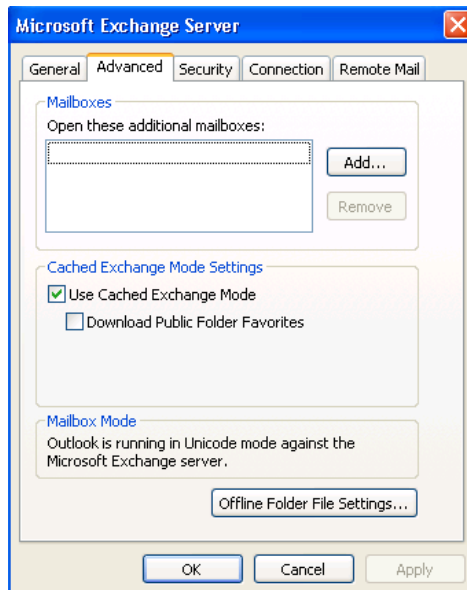 Microsoft Exchange Server
General Advanced Security Connection Remote Mail
Mailboxes
Open these additional mailboxes:
Add...
Remove
Cached Exchange Mode Settings
Use Cached Exchange Mode
Download Public Folder Favorites
Mailbox Mode
Outlook is running in Unicode mode against the
Microsoft Exchange server.
Offline Folder File Settings...
OK Cancel Apply